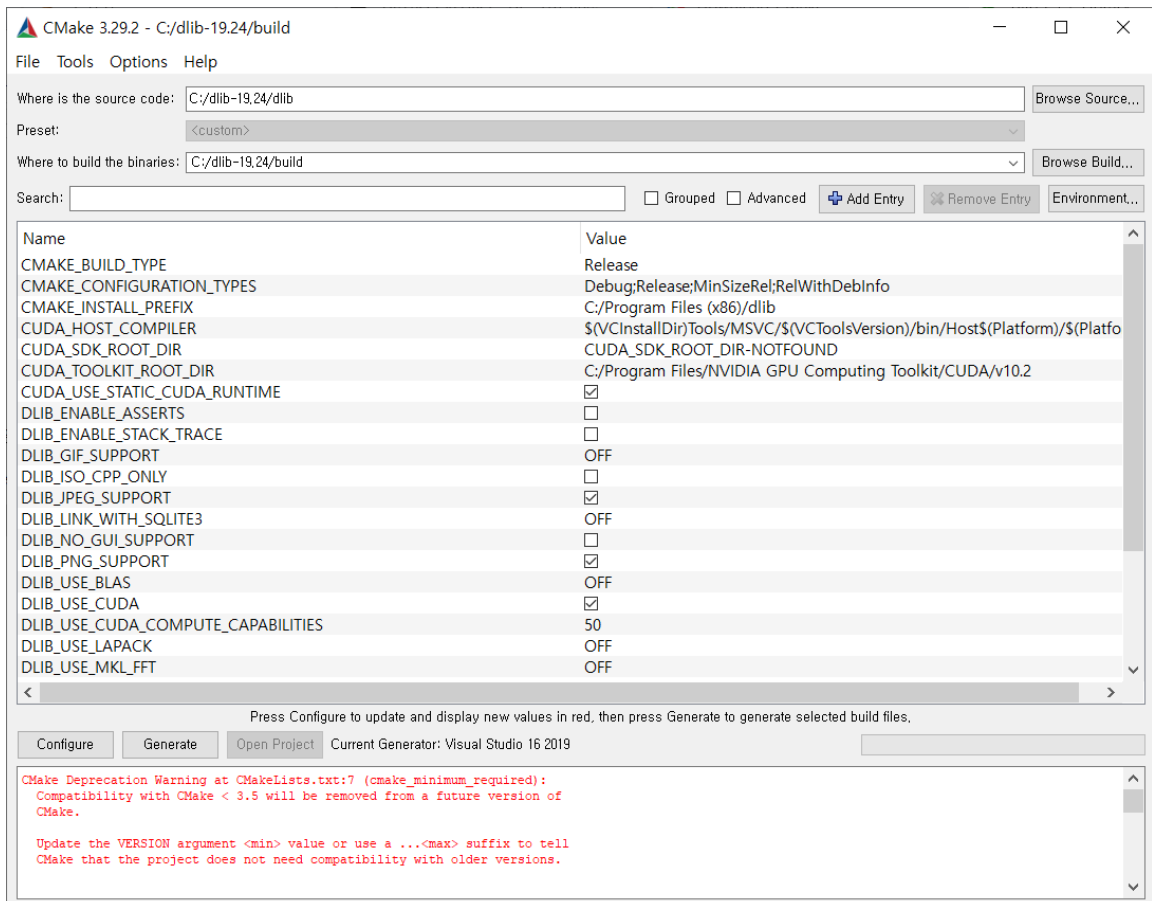 CMake 3.29.2 - C:/dlib-19.24/build
File Tools Options Help
Where is the source code: C:/dlib-19.24/dlib Browse Source...
Preset: <custom>
Where to build the binaries: C:/dlib-19.24/build Browse Build...
Search: Grouped Advanced Add Entry Remove Entry Environment...
Name Value
CMAKE_BUILD_TYPE Release
CMAKE_CONFIGURATION_TYPES Debug;Release;MinSizeRel;RelWithDebInfo
CMAKE_INSTALL_PREFIX C:/Program Files (x86)/dlib
CUDA_HOST_COMPILER $(VCInstallDir)Tools/MSVC/$(VCToolsVersion)/bin/Host$(Platform)/$(Platfo
CUDA_SDK_ROOT_DIR CUDA_SDK_ROOT_DIR-NOTFOUND
CUDA_TOOLKIT_ROOT_DIR C:/Program Files/NVIDIA GPU Computing Toolkit/CUDA/v10.2
CUDA_USE_STATIC_CUDA_RUNTIME
DLIB_ENABLE_ASSERTS
DLIB_ENABLE_STACK_TRACE
DLIB_GIF_SUPPORT OFF
DLIB_ISO_CPP_ONLY
DLIB_JPEG_SUPPORT
DLIB_LINK_WITH_SQLITE3 OFF
DLIB_NO_GUI_SUPPORT
DLIB_PNG_SUPPORT
DLIB_USE_BLAS OFF
DLIB_USE_CUDA
DLIB_USE_CUDA_COMPUTE_CAPABILITIES 50
DLIB_USE_LAPACK OFF
DLIB_USE_MKL_FFT OFF
Press Configure to update and display new values in red, then press Generate to generate selected build files.
Configure Generate Open Project Current Generator: Visual Studio 16 2019
CMake Deprecation Warning at CMakeLists.txt:7 (cmake_minimum_required):
Compatibility with CMake < 3.5 will be removed from a future version of
CMake.
Update the VERSION argument <min> value or use a ...<max> suffix to tell
CMake that the project does not need compatibility with older versions.